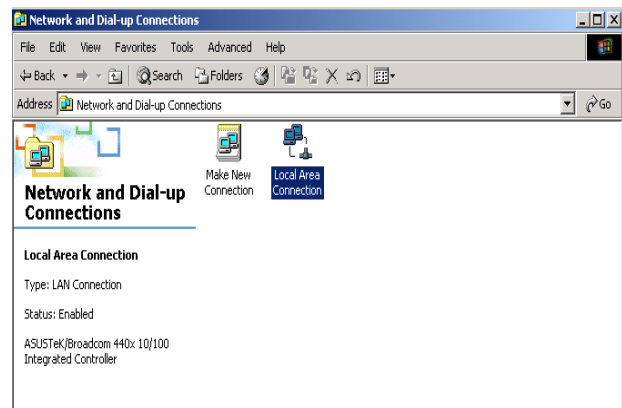 Network and Dial-up Connections
File Edit View Favorites Tools Advanced Help
Back Search Folders
Address Network and Dial-up Connections Go
Make New Connection
Local Area Connection
Network and Dial-up
Connections
Local Area Connection
Type: LAN Connection
Status: Enabled
ASUSTeK/Broadcom 440x 10/100
Integrated Controller